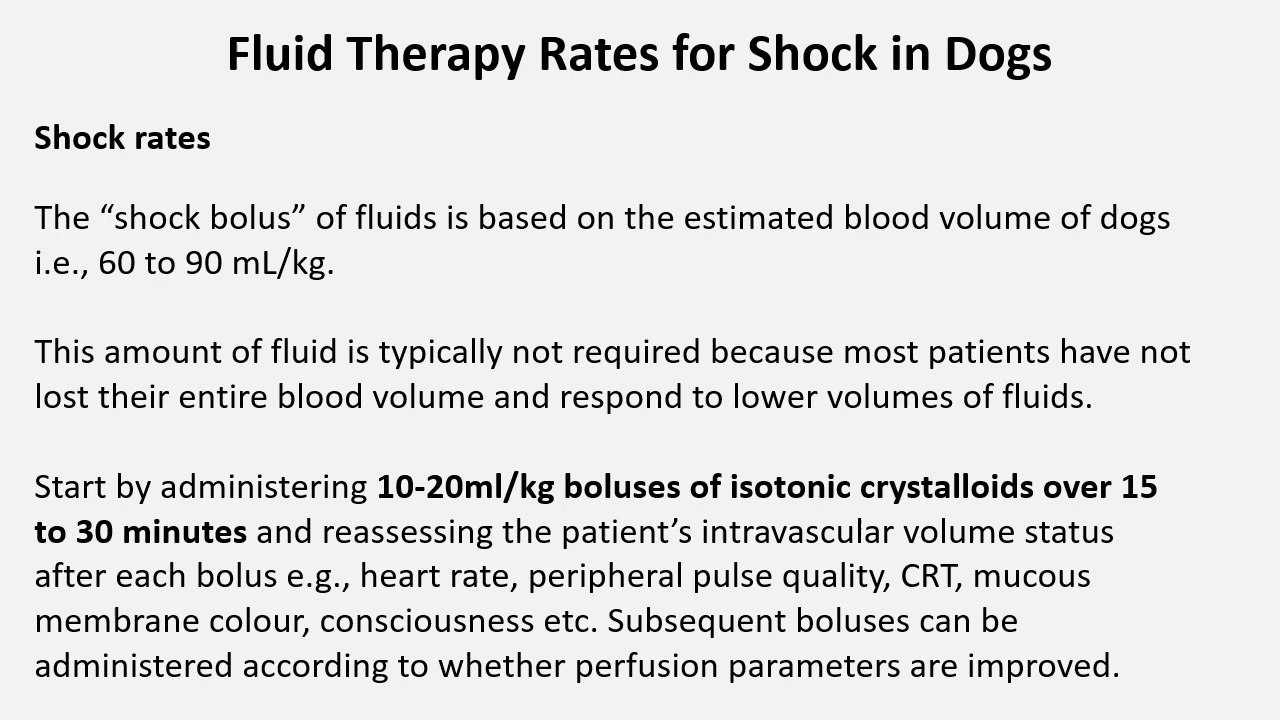 Fluid Therapy Rates for Shock in Dogs
Shock rates
The “shock bolus” of fluids is based on the estimated blood volume of dogs
i.e., 60 to 90 mL/kg.
This amount of fluid is typically not required because most patients have not
lost their entire blood volume and respond to lower volumes of fluids.
Start by administering 10-20ml/kg boluses of isotonic crystalloids over 15
to 30 minutes and reassessing the patient’s intravascular volume status
after each bolus e.g., heart rate, peripheral pulse quality, CRT, mucous
membrane colour, consciousness etc. Subsequent boluses can be
administered according to whether perfusion parameters are improved.